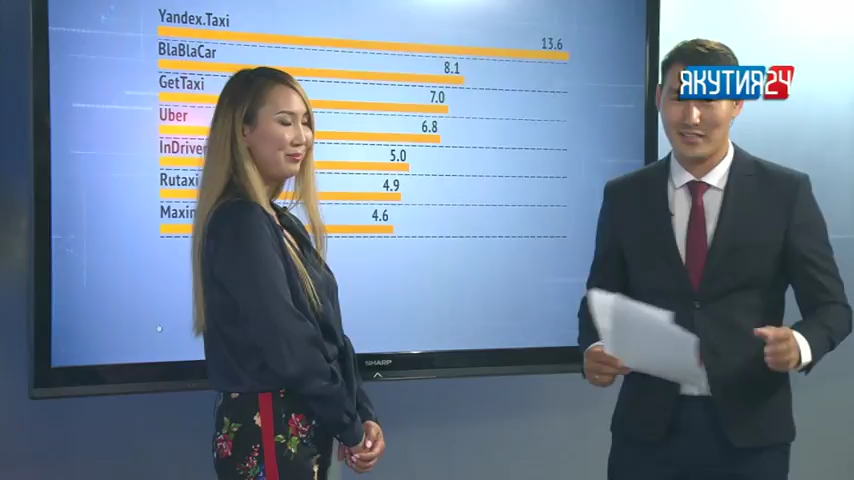 Yandex.Taxi
13.6
BlaBlaCar
8.1
GetTaxi
7.0
Uber
6.8
InDriver
5.0
Rutaxi
4.9
Maxim
4.6
ЯКУТИЯ24
SHARP